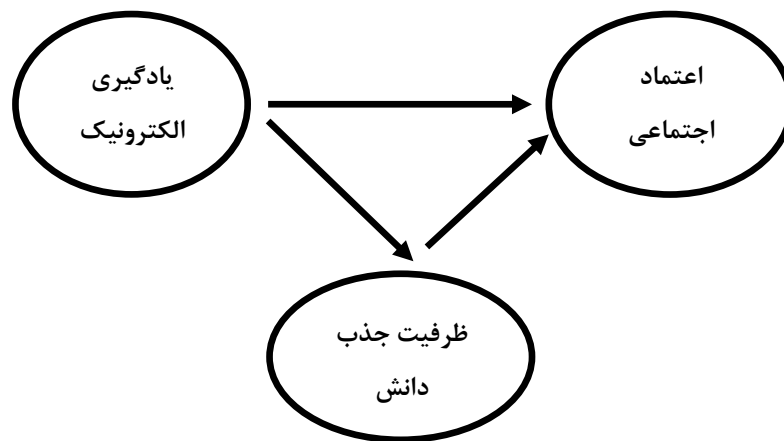 یادگیری
الکترونیک
اعتماد
اجتماعی
ظرفیت جذب
دانش